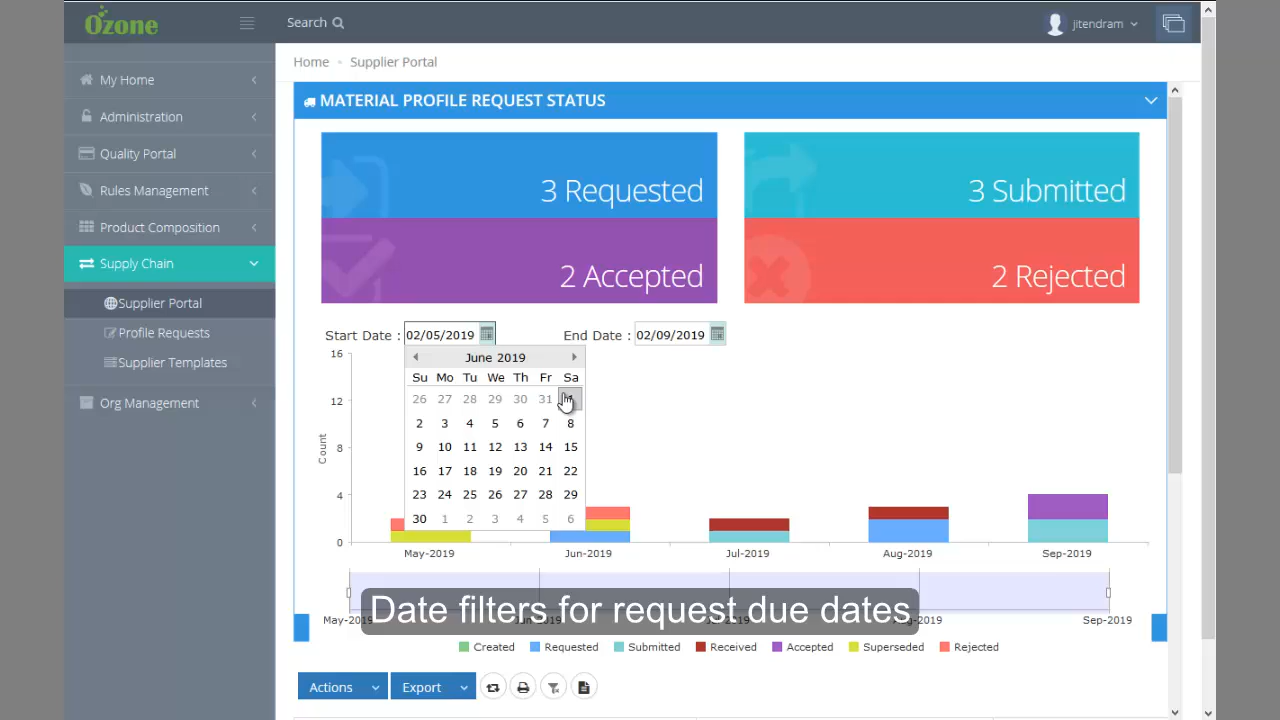 Ozone
Search
jitendram
My Home
Administration
Quality Portal
Rules Management
Product Composition
Supply Chain
Supplier Portal
Profile Requests
Supplier Templates
Org Management
Home - Supplier Portal
MATERIAL PROFILE REQUEST STATUS
3 Requested
3 Submitted
2 Accepted
2 Rejected
Start Date : 02/05/2019
End Date : 02/09/2019
June 2019
Su Mo Tu We Th Fr Sa
26 27 28 29 30 31
2 3 4 5 6 7 8
9 10 11 12 13 14 15
16 17 18 19 20 21 22
23 24 25 26 27 28 29
30 1 2 3 4 5 6
16
12
8
4
0
Count
May-2019 Jun-2019 Jul-2019 Aug-2019 Sep-2019
Date filters for request due dates
Sep-2019
Created Requested Submitted Received Accepted Superseded Rejected
Actions
Export